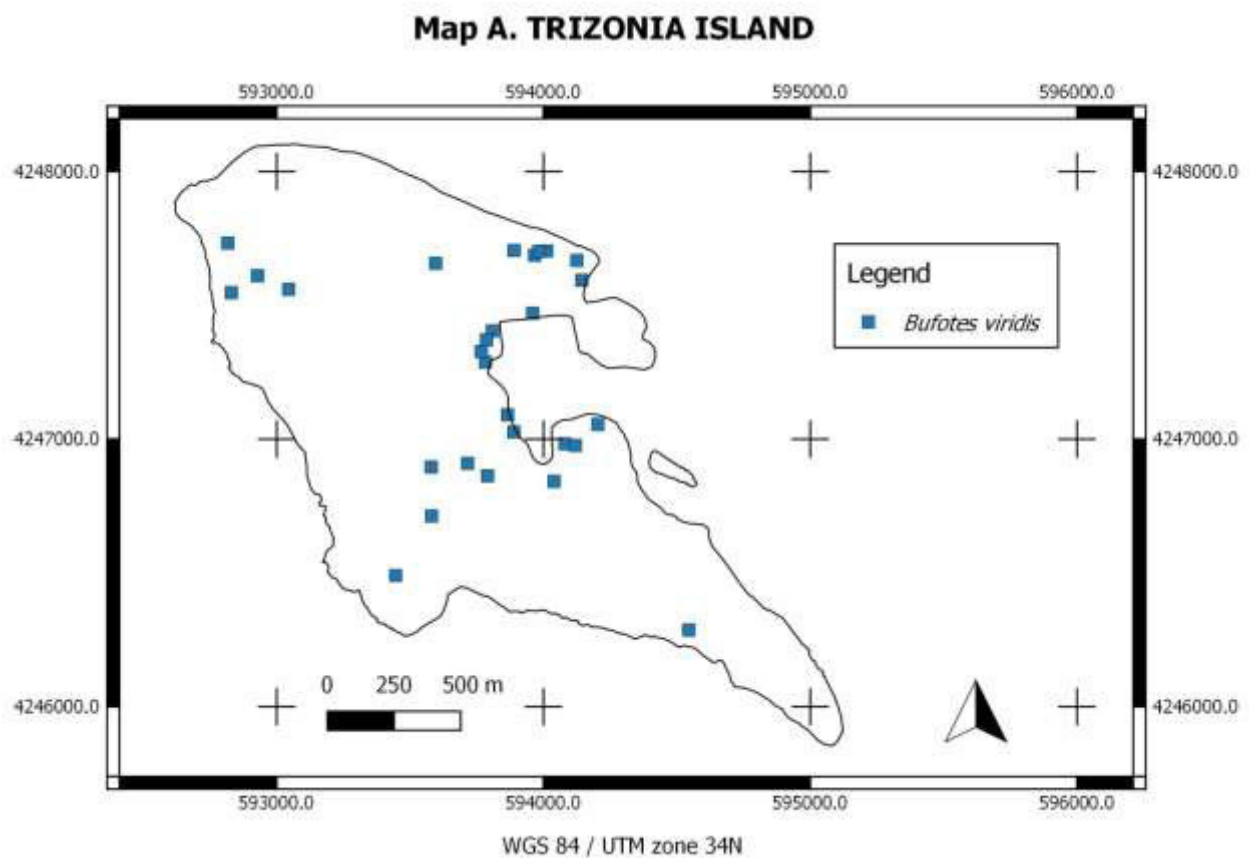 Map A. TRIZONIA ISLAND
593000.0 594000.0 595000.0 596000.0
4248000.0 4248000.0
Legend
Bufotes viridis
4247000.0 4247000.0
0 250 500 m
4246000.0 4246000.0
593000.0 594000.0 595000.0 596000.0
WGS 84 / UTM zone 34N